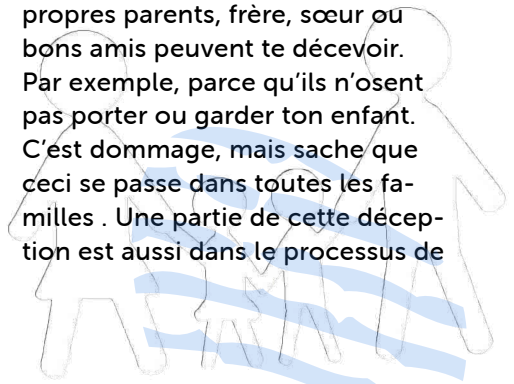 propres parents, frère, sœur ou
bons amis peuvent te décevoir.
Par exemple, parce qu’ils n’osent
pas porter ou garder ton enfant.
C’est dommage, mais sache que
ceci se passe dans toutes les fa-
milles . Une partie de cette décep-
tion est aussi dans le processus de